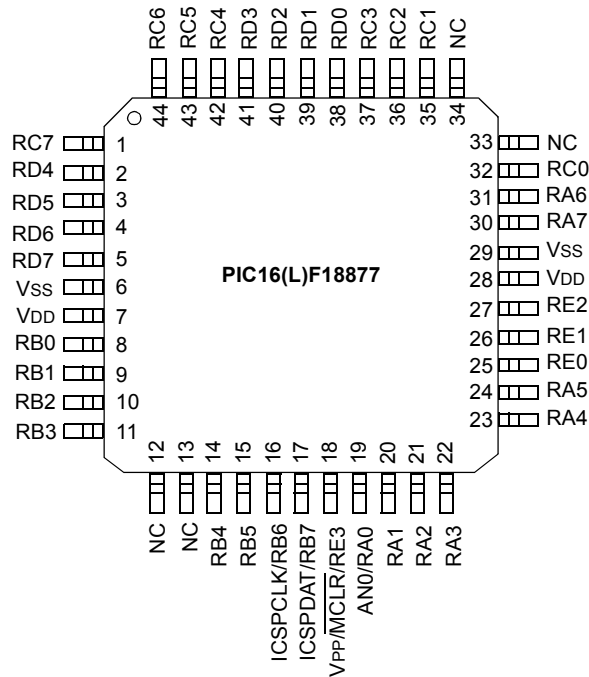 RC6 RC5 RC4 RD3 RD2 RD1 RD0 RC3 RC2 RC1 NC
44 43 42 41 40 39 38 37 36 35 34
RC7 1
RD4 2
RD5 3
RD6 4
RD7 5
VSS 6
VDD 7
RB0 8
RB1 9
RB2 10
RB3 11
PIC16(L)F18877
33 NC
32 RC0
31 RA6
30 RA7
29 VSS
28 VDD
27 RE2
26 RE1
25 RE0
24 RA5
23 RA4
12 13 14 15 16 17 18 19 20 21 22
NC NC RB4 RB5 ICSPCLK/RB6 ICSPDAT/RB7 VPP/MCLR/RE3 AN0/RA0 RA1 RA2 RA3